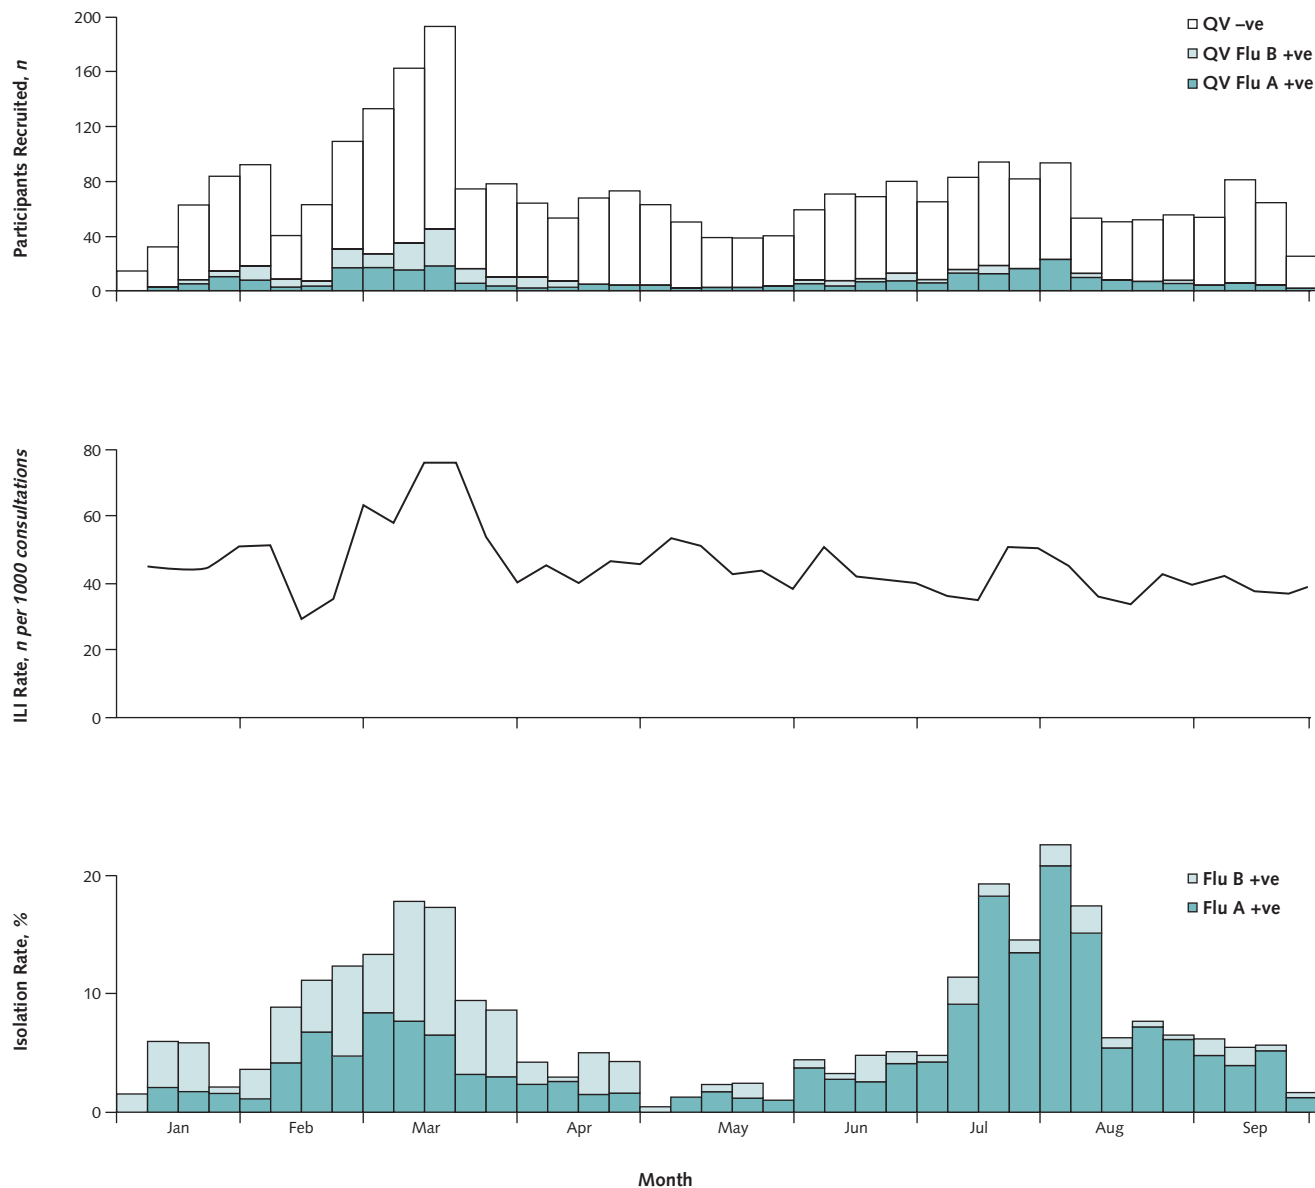 Participants Recruited, n
200
160
120
80
40
0
QV –ve
QV Flu B +ve
QV Flu A +ve
ILI Rate, n per 1000 consultations
80
60
40
20
0
Isolation Rate, %
20
10
0
Flu B +ve
Flu A +ve
Jan Feb Mar Apr May Jun Jul Aug Sep
Month